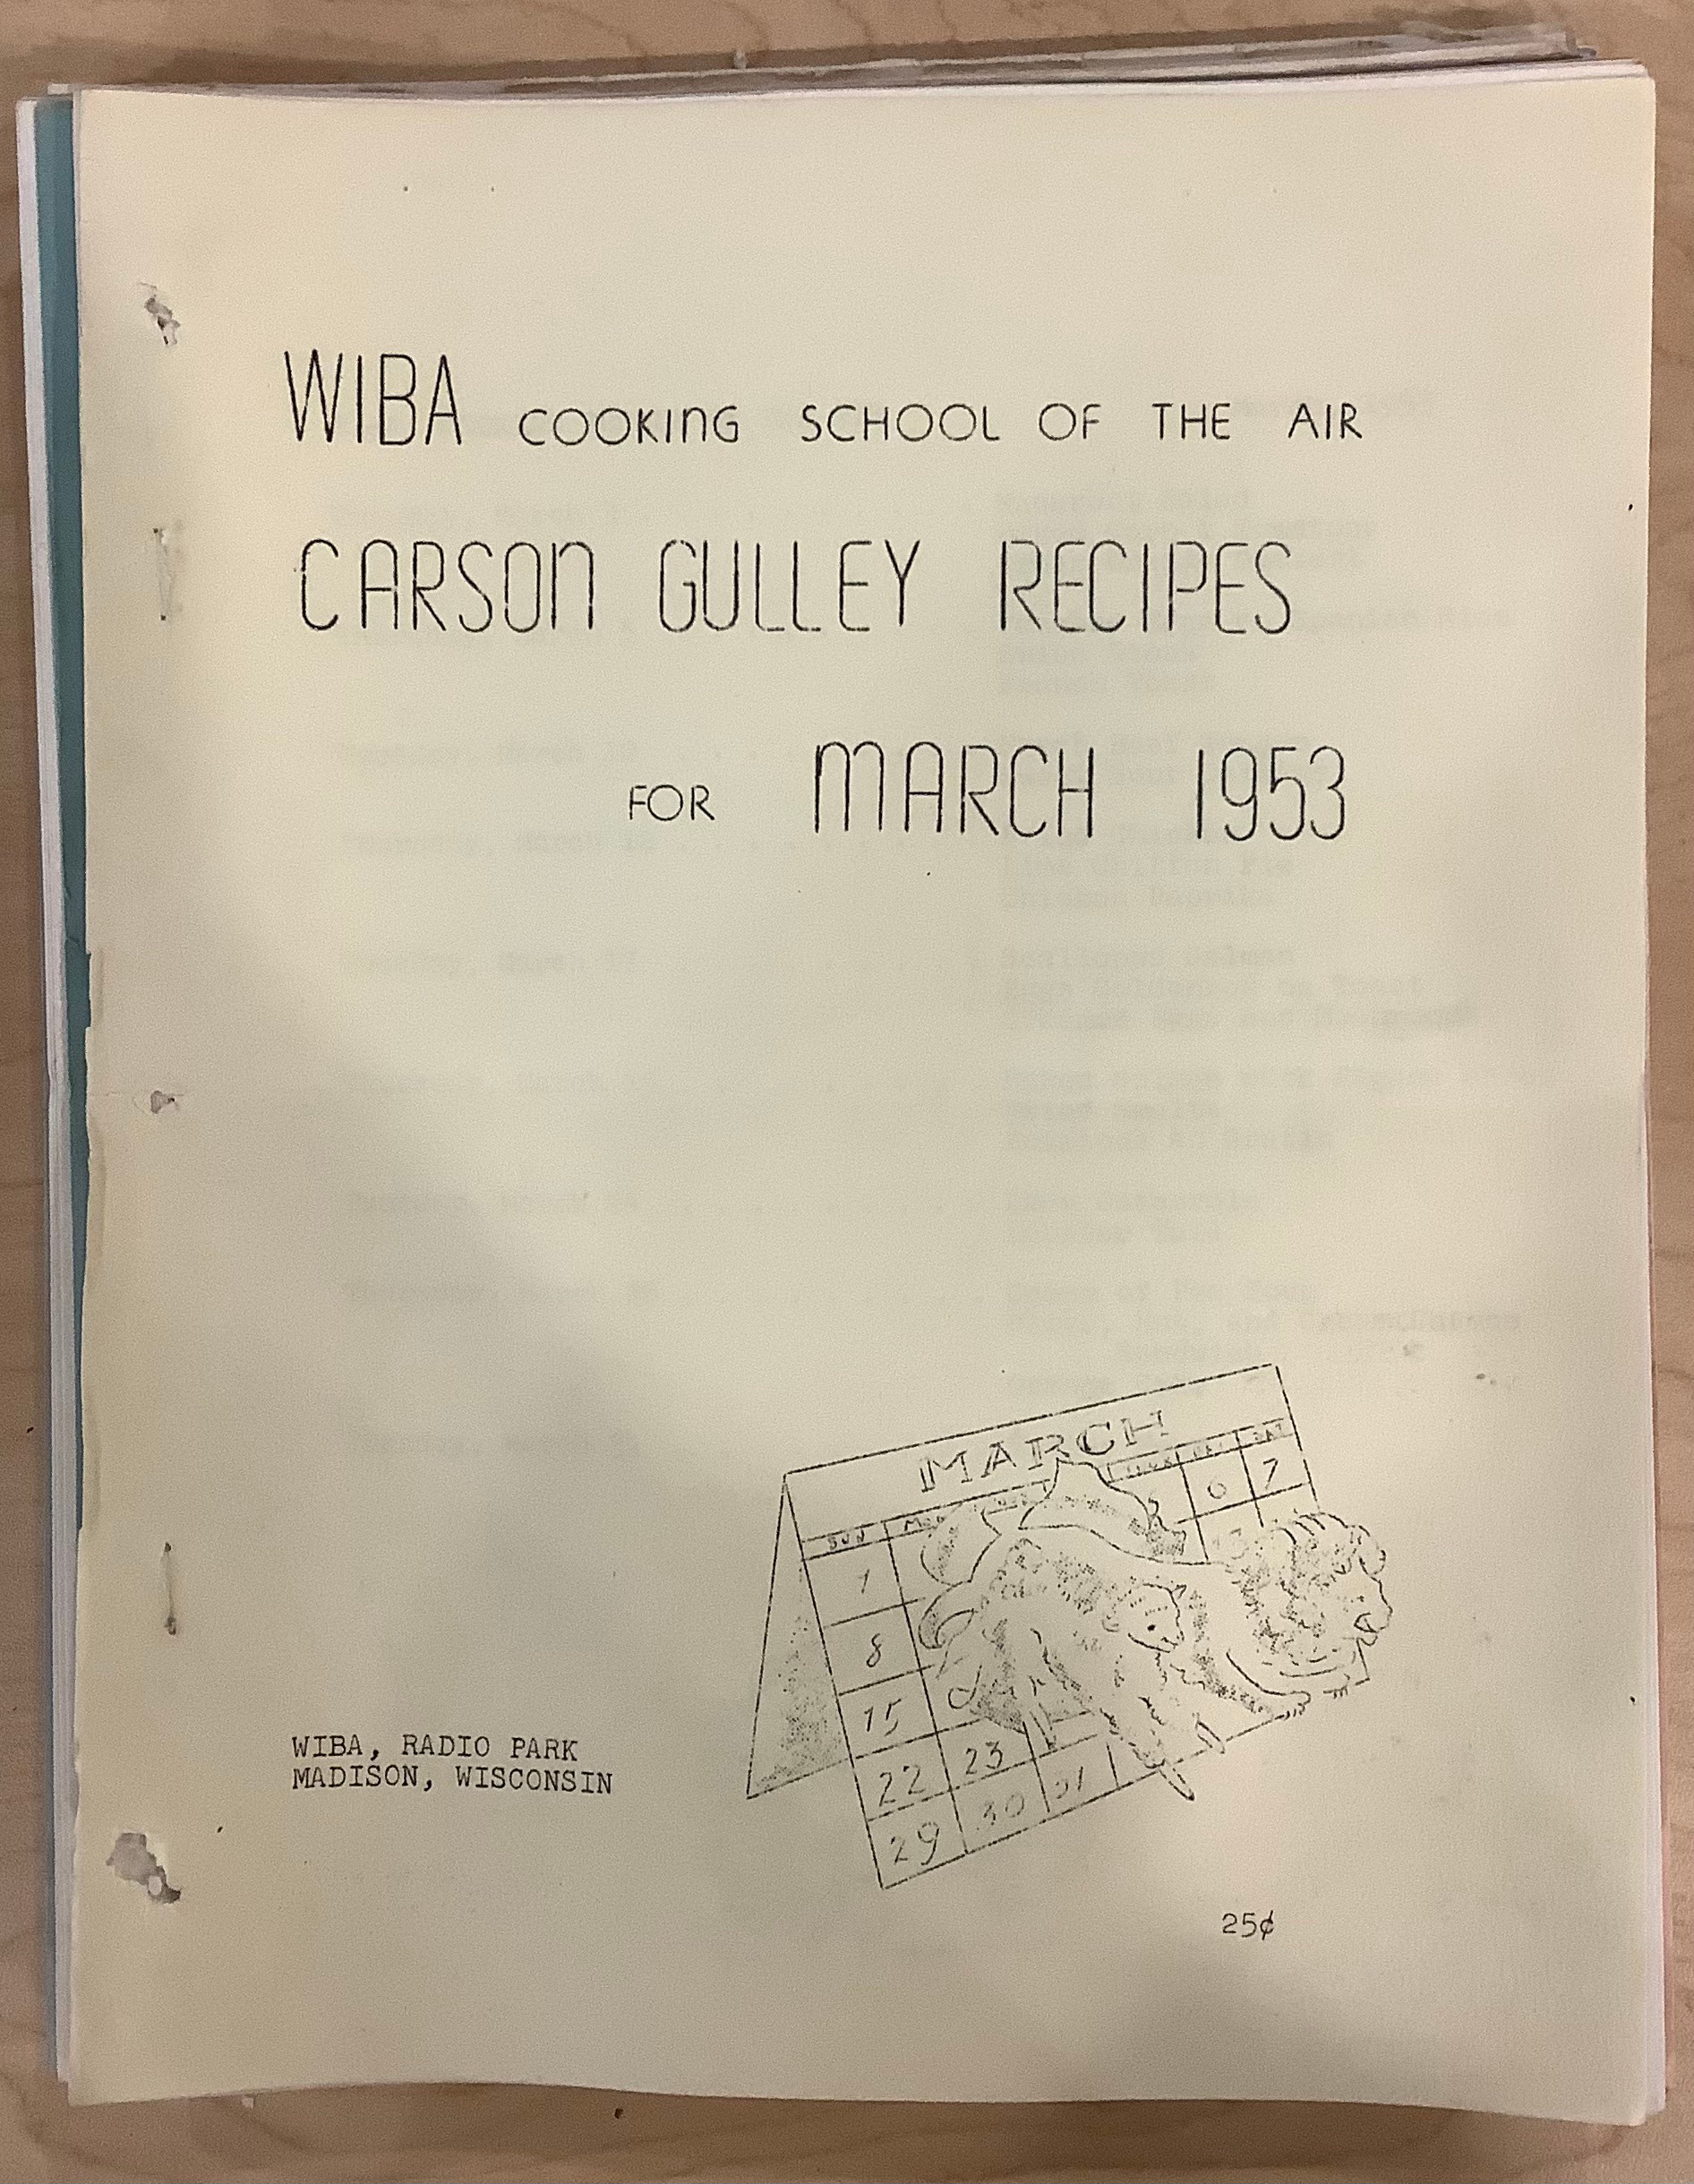 WIBA COOKING SCHOOL OF THE AIR
CARSON GULLEY RECIPES
FOR MARCH 1953
MARCH
SUN
6 7
1
8
15
22 23
29 30 31
WIBA, RADIO PARK
MADISON, WISCONSIN
25¢